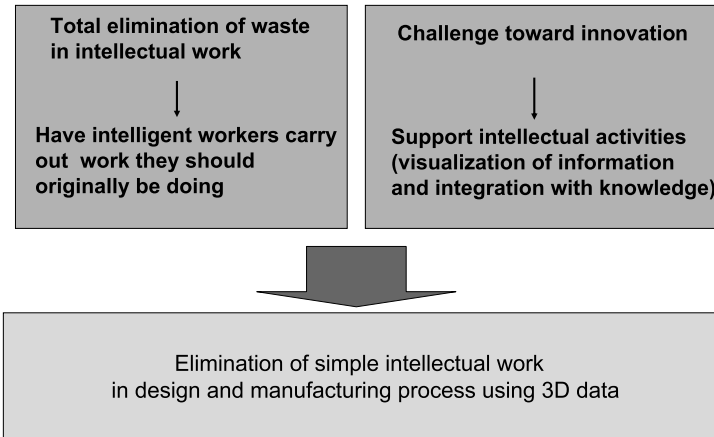 Total elimination of waste
in intellectual work
Have intelligent workers carry
out work they should
originally be doing
Challenge toward innovation
Support intellectual activities
(visualization of information
and integration with knowledge)
Elimination of simple intellectual work
in design and manufacturing process using 3D data